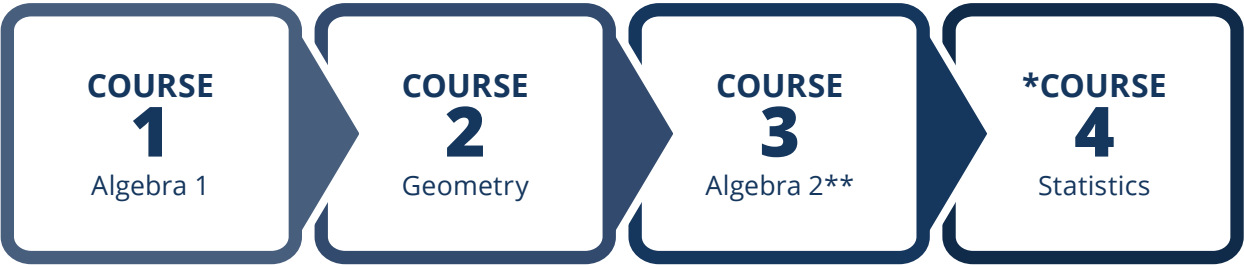 COURSE
1
Algebra 1
COURSE
2
Geometry
COURSE
3
Algebra 2**
*COURSE
4
Statistics